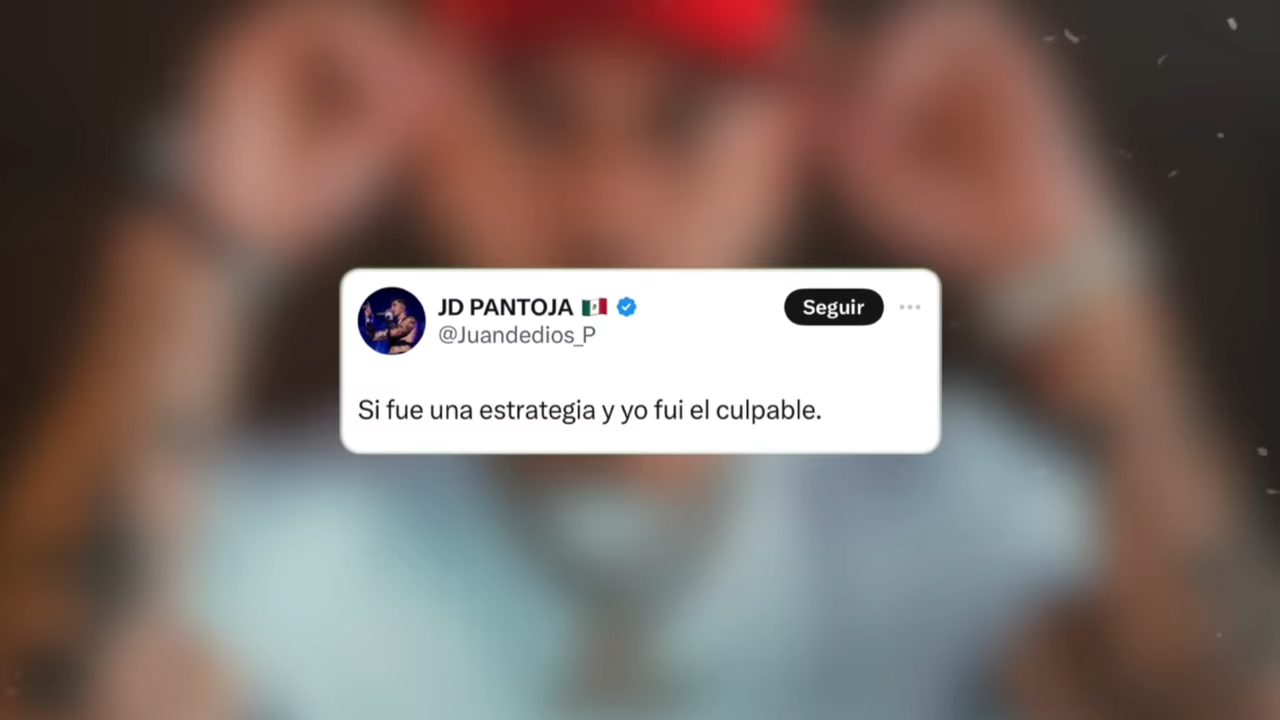 JD PANTOJA 🇲🇽
@Juandedios_P
Seguir
Si fue una estrategia y yo fui el culpable.